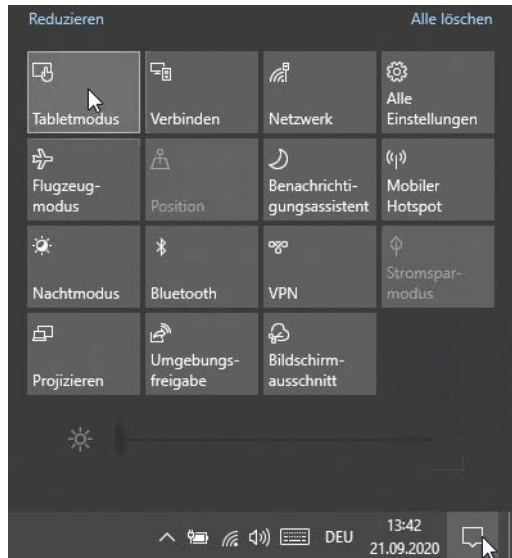 Reduzieren Alle löschen
Tabletmodus Verbinden Netzwerk Alle
Einstellungen
Flugzeug-
modus Position Benachrichti-
gungsassistent Mobiler
Hotspot
Nachtmodus Bluetooth VPN Stromspar-
modus
Projizieren Umgebungs-
freigabe Bildschirm-
ausschnitt
DEU 13:42
21.09.2020